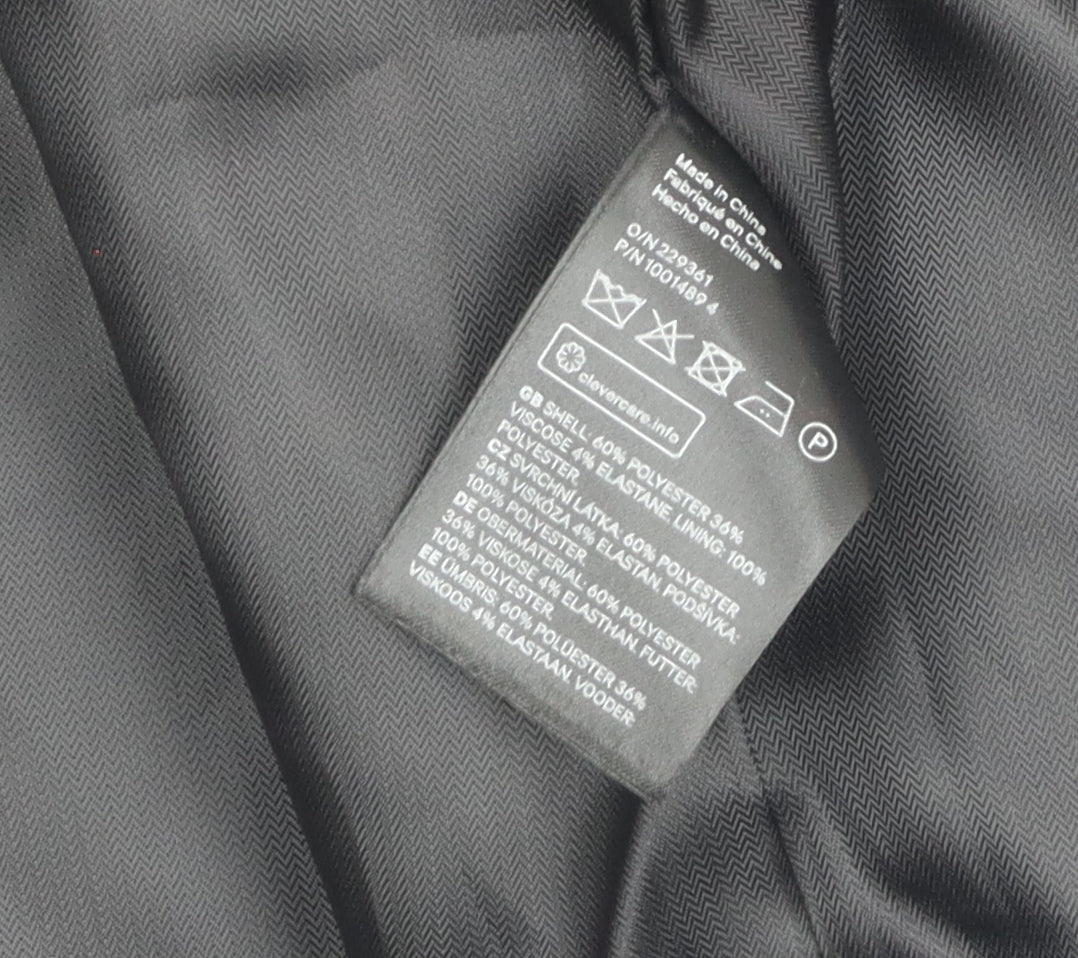 Made in China
Fabriqué en Chine
Hecho en China
O/N 229361
P/N 1001489 4
P
clevercare.info
GB SHELL: 60% POLYESTER 36%
VISCOSE 4% ELASTANE. LINING: 100%
POLYESTER.
CZ SVRCHNÍ LÁTKA: 60% POLYESTER
36% VISKÓZA 4% ELASTAN. PODŠÍVKA:
100% POLYESTER.
DE OBERMATERIAL: 60% POLYESTER
36% VISKOSE 4% ELASTHAN. FUTTER:
100% POLYESTER.
EE ÜMBRIS: 60% POLÜESTER 36%
VISKOOS 4% ELASTAAN. VOODER: